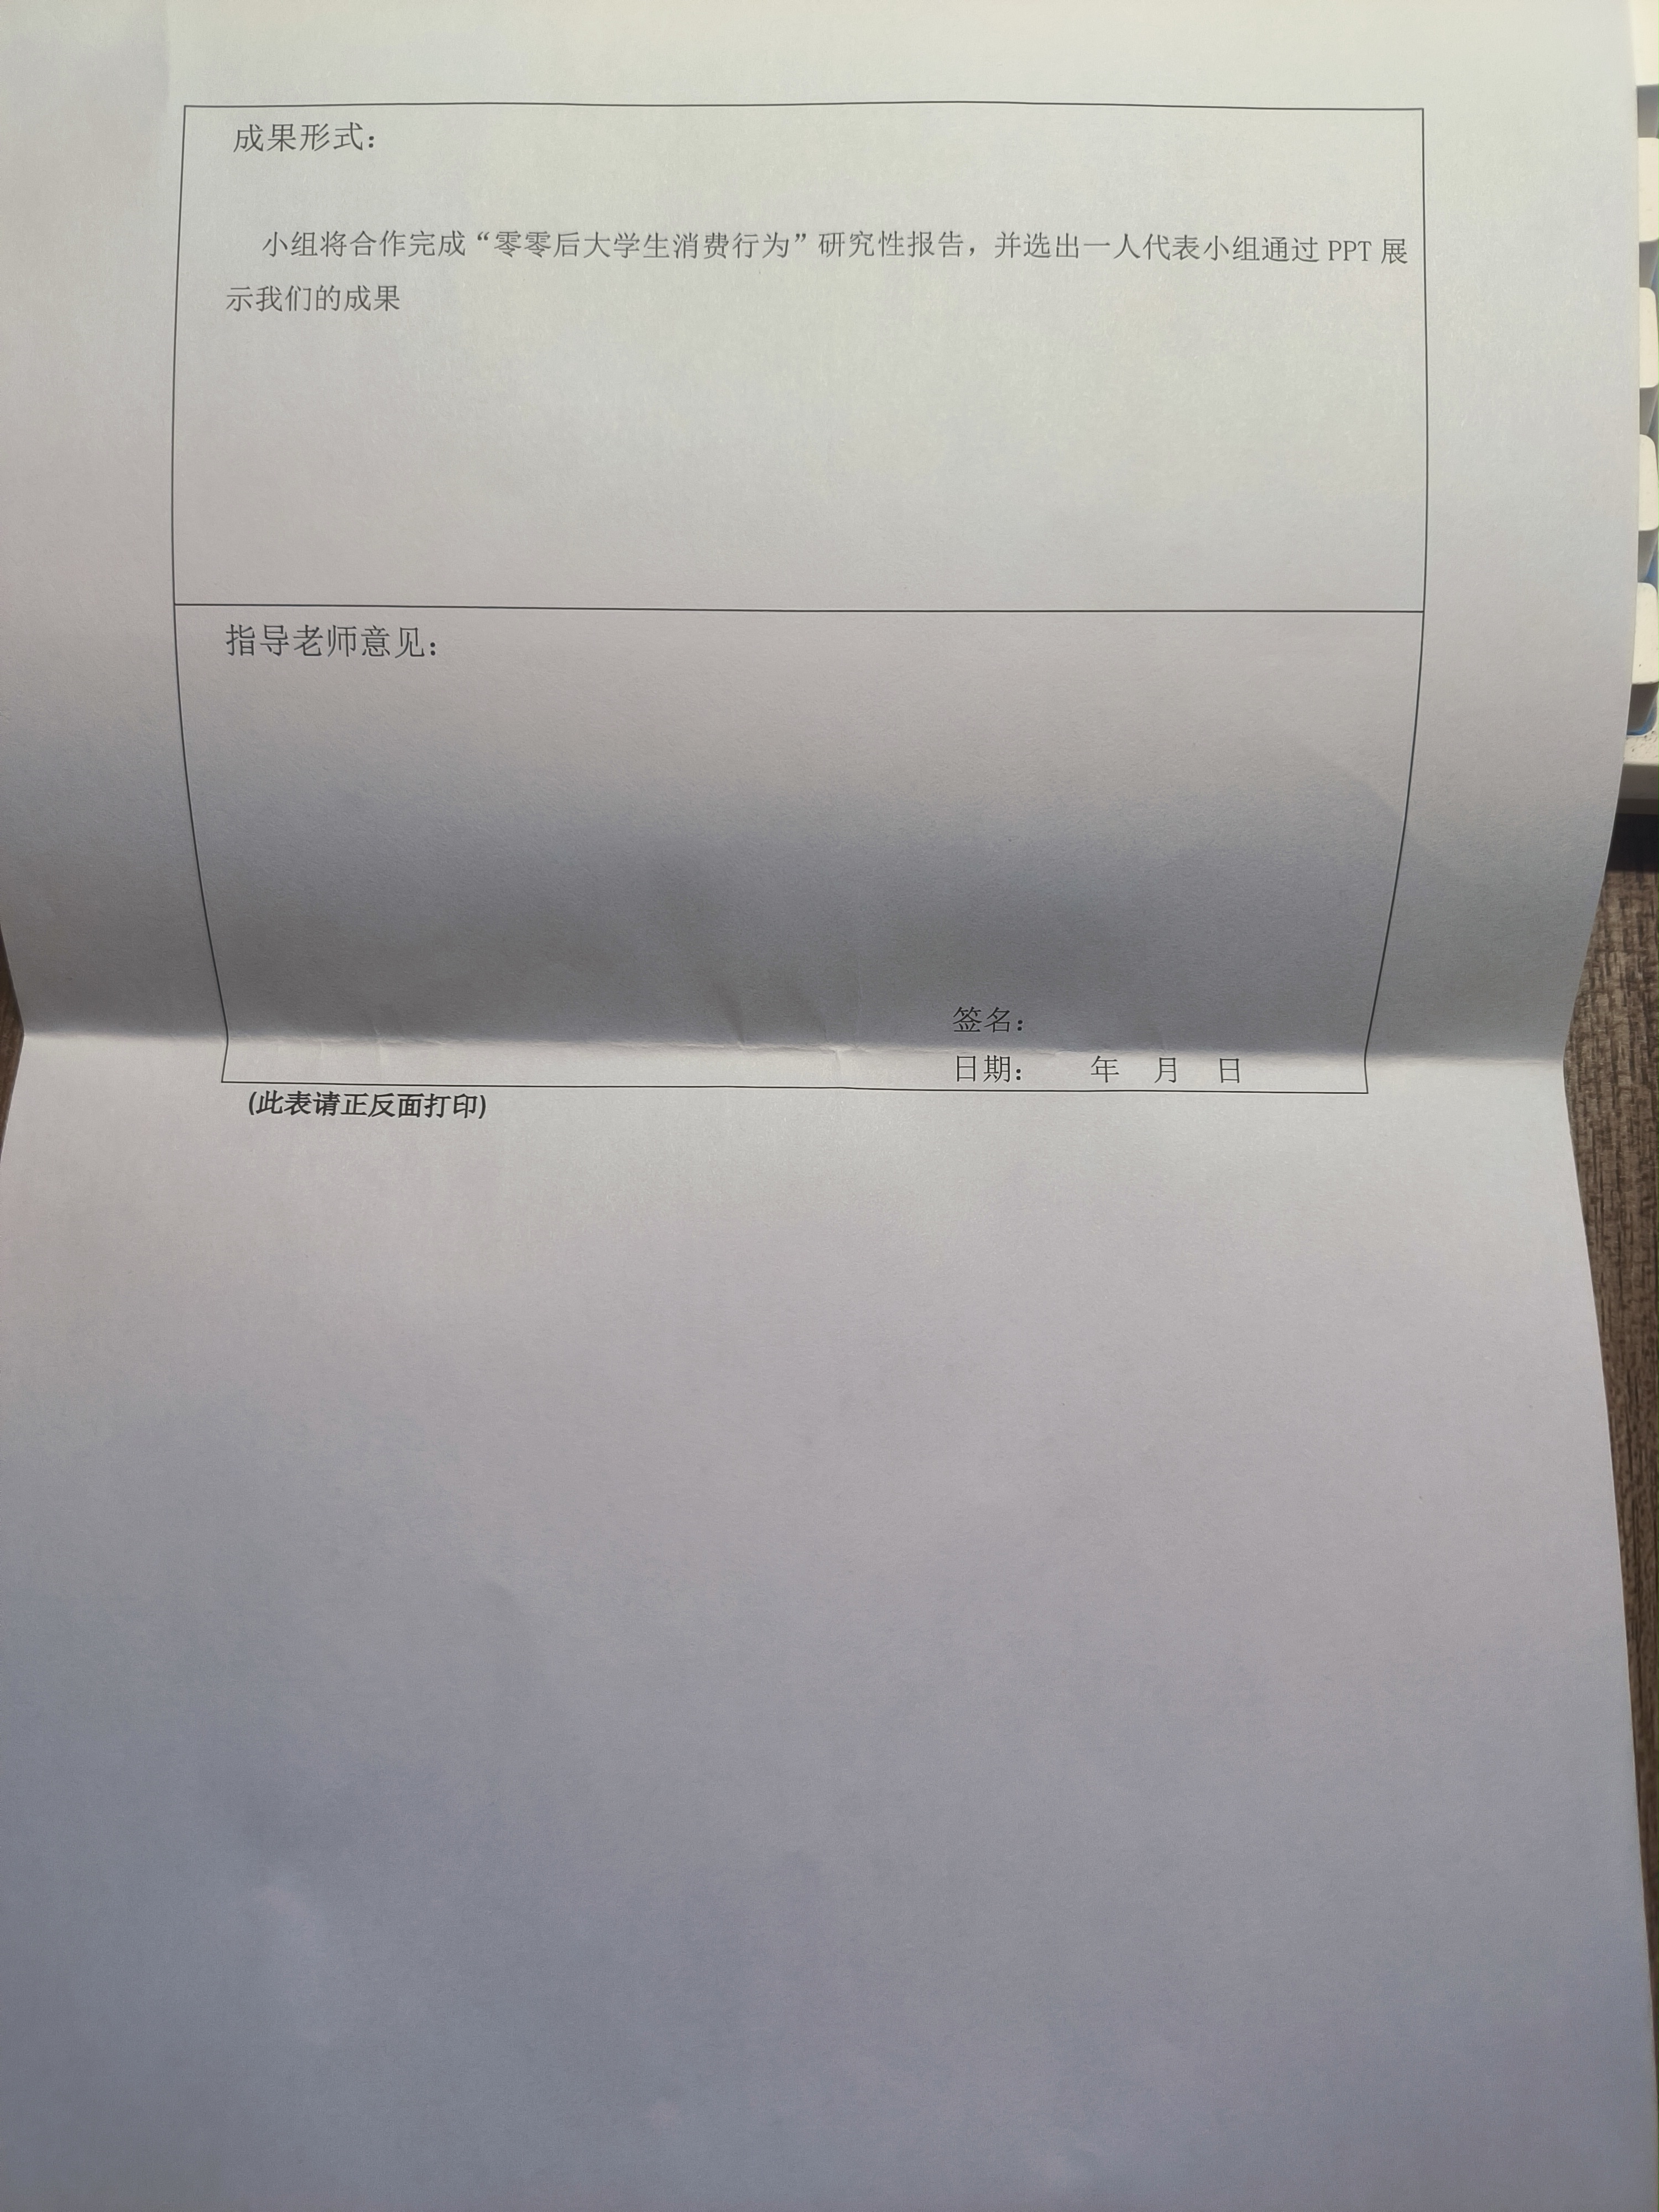 成果形式：
小组将合作完成“零零后大学生消费行为”研究性报告，并选出一人代表小组通过 PPT 展
示我们的成果
指导老师意见：
签名：
日期： 年 月 日
(此表请正反面打印)